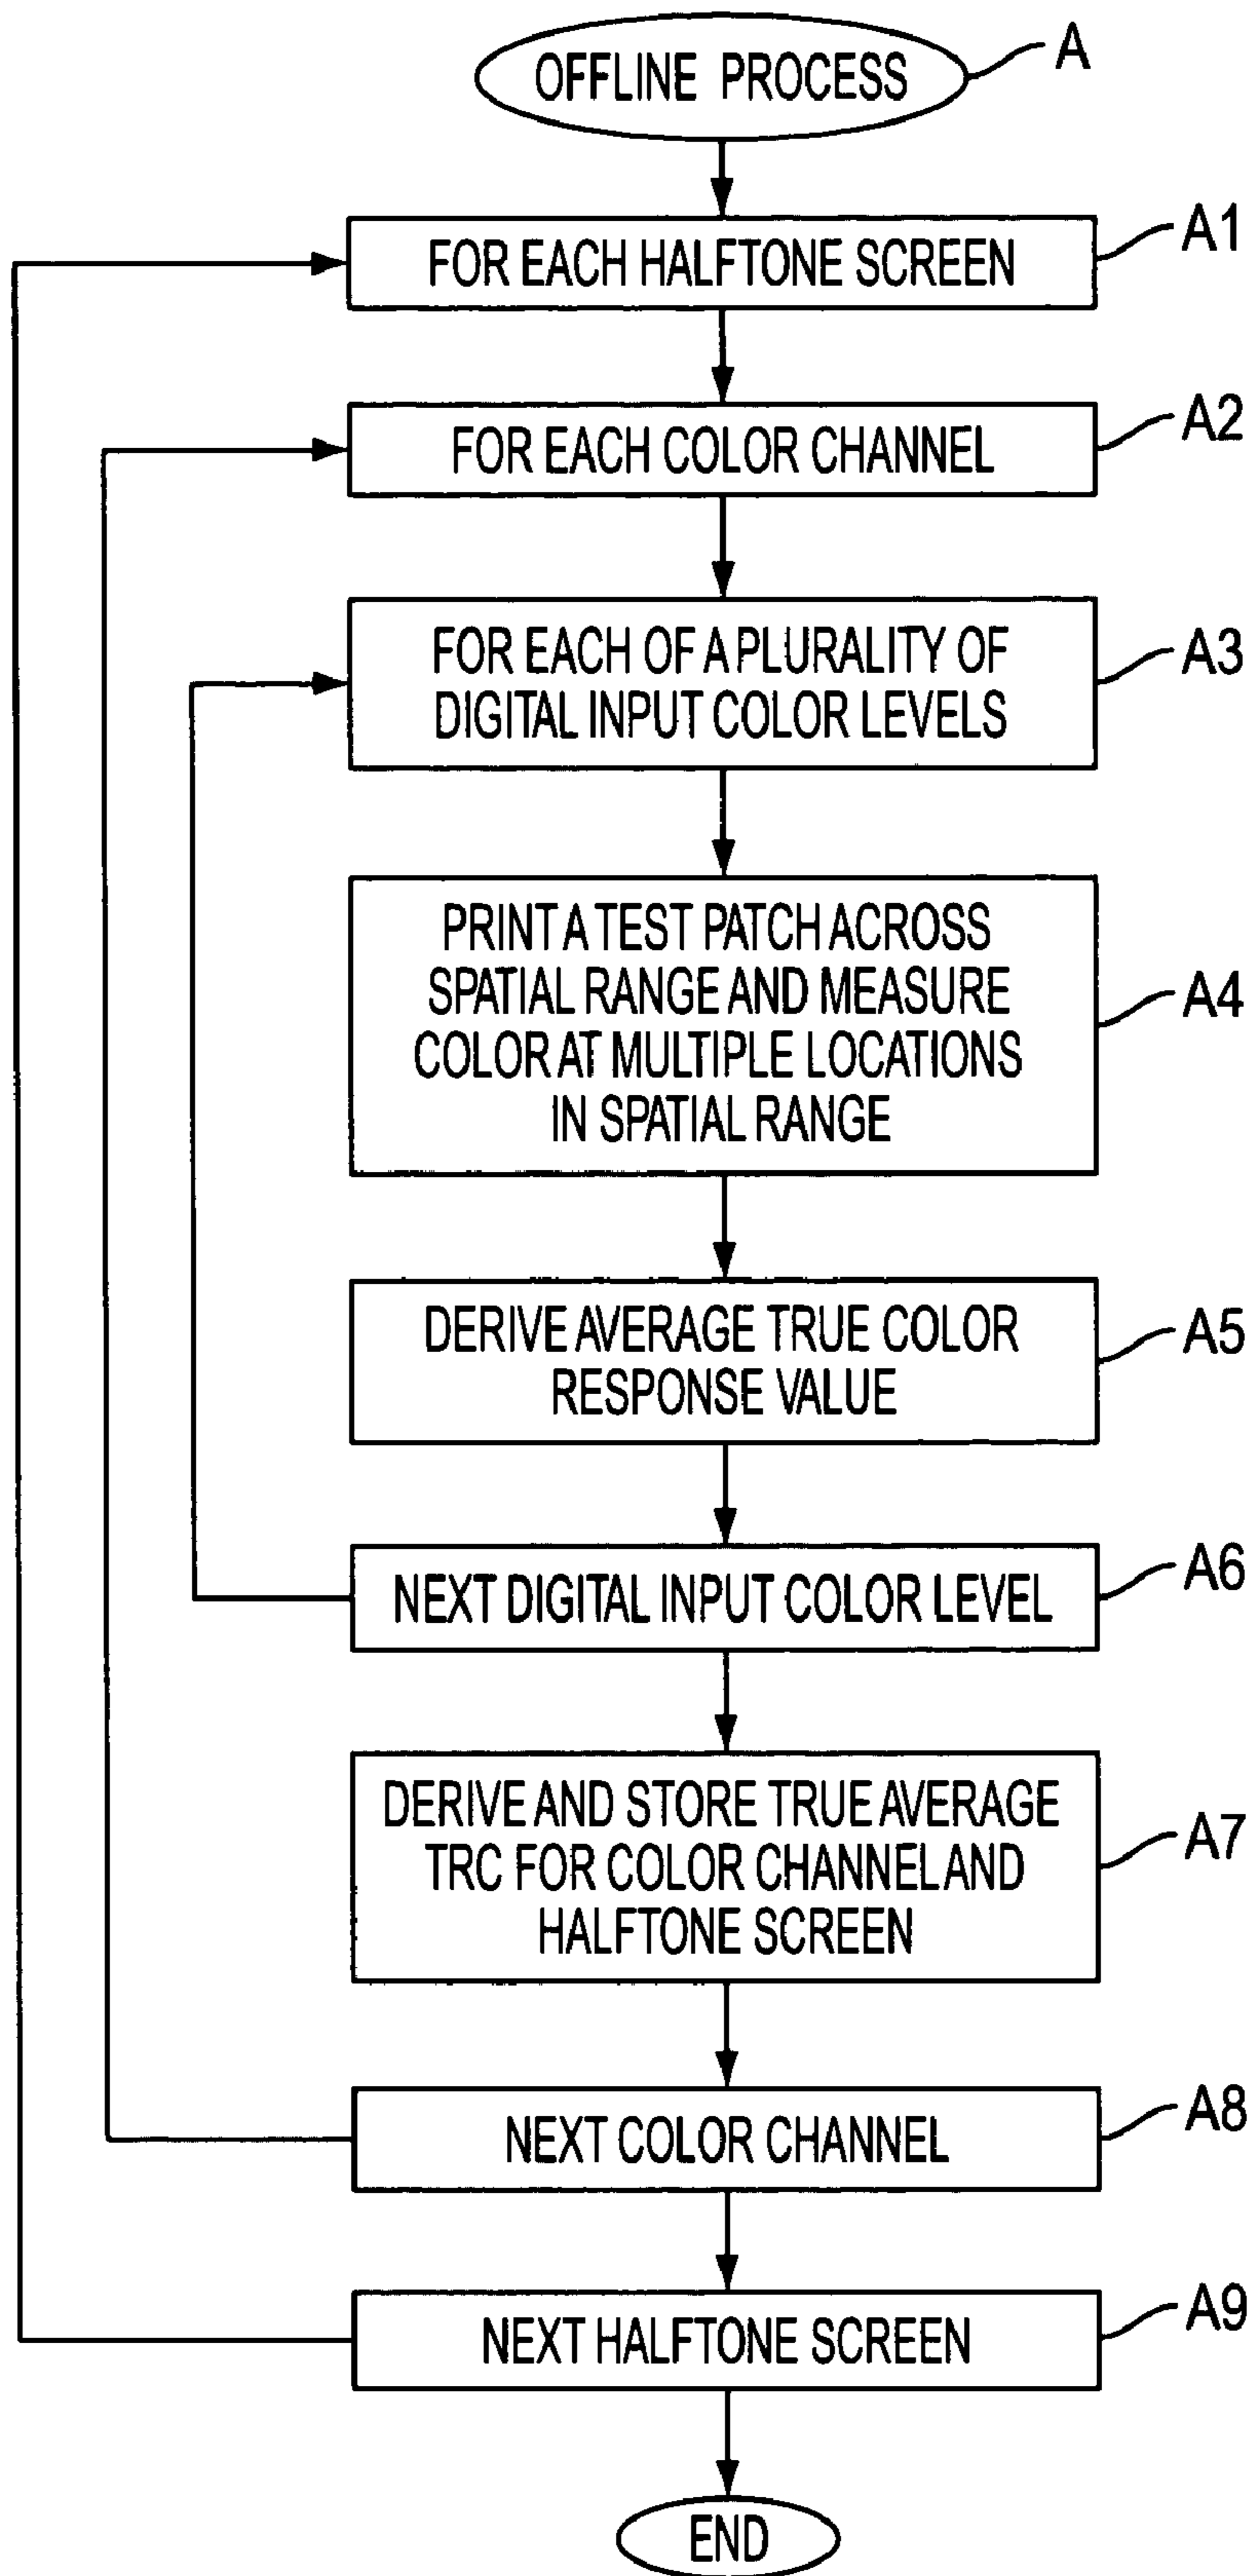 OFFLINE PROCESS
A
FOR EACH HALFTONE SCREEN
A1
FOR EACH COLOR CHANNEL
A2
FOR EACH OF A PLURALITY OF
DIGITAL INPUT COLOR LEVELS
A3
PRINT A TEST PATCH ACROSS
SPATIAL RANGE AND MEASURE
COLOR AT MULTIPLE LOCATIONS
IN SPATIAL RANGE
A4
DERIVE AVERAGE TRUE COLOR
RESPONSE VALUE
A5
NEXT DIGITAL INPUT COLOR LEVEL
A6
DERIVE AND STORE TRUE AVERAGE
TRC FOR COLOR CHANNEL AND
HALFTONE SCREEN
A7
NEXT COLOR CHANNEL
A8
NEXT HALFTONE SCREEN
A9
END